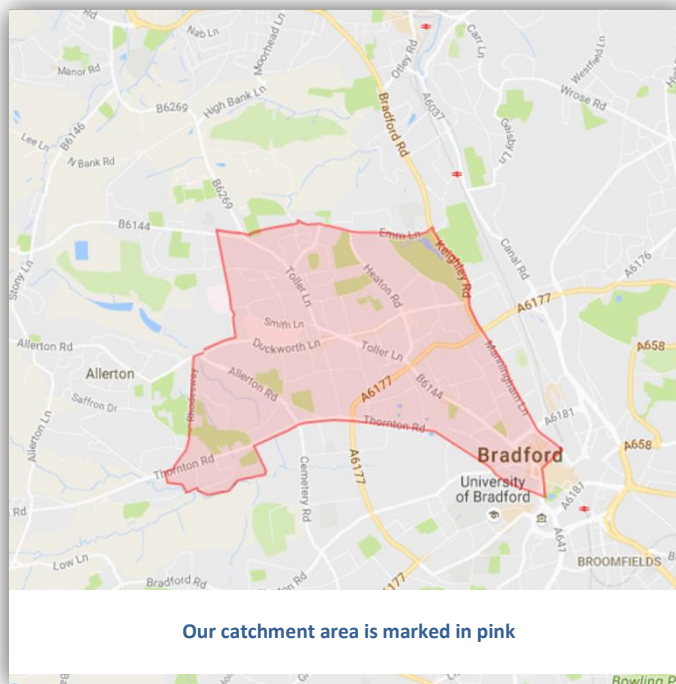 Rd
Nab Ln
Moorhead Ln
Otley Rd
Carr Ln
Westfield Ln
Manor Rd
A6037
Wrose Rd
B6269
High Bank Ln
Bradford Rd
Gaisby Ln
B6146
Lee Ln
N Bank Rd
B6269
B6144
Emm Ln
Keighley Rd
Canal Rd
A6176
Stony Ln
Toller Ln
Heaton Rd
A6177
Smith Ln
Allerton Rd
Duckworth Ln
Toller Ln
Manningham Ln
A658
Allerton
Rhodesway
Allerton Rd
A6177
B6144
Saffron Dr
A6181
Allerton Ln
Thornton Rd
A658
Bradford
Thornton Rd
Cemetery Rd
A6177
University
of Bradford
A6181
Rd
A641
Low Ln
BROOMFIELDS
Bradford Rd
Rd
A6177
Our catchment area is marked in pink
Bowling P